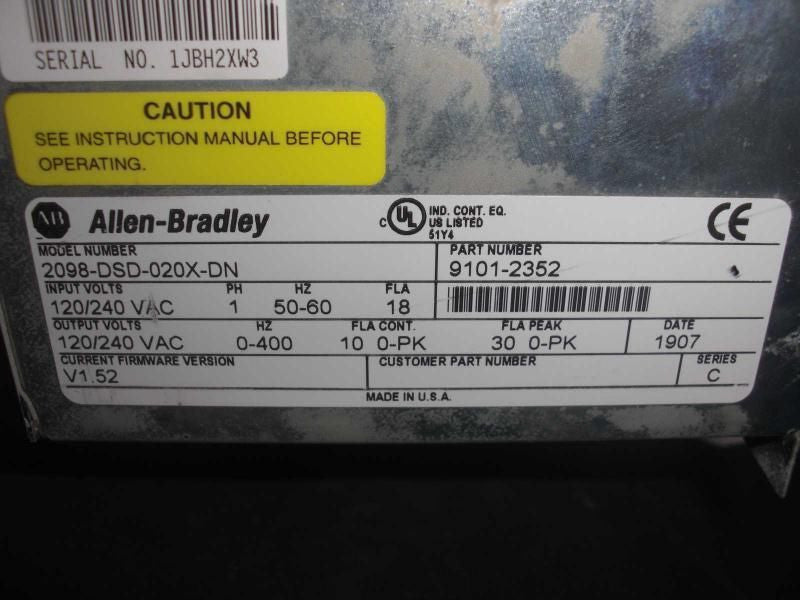 SERIAL NO. 1JBH2XW3
CAUTION
SEE INSTRUCTION MANUAL BEFORE
OPERATING.
AB Allen-Bradley
C UL IND. CONT. EQ.
US LISTED
51Y4
CE
MODEL NUMBER
2098-DSD-020X-DN
PART NUMBER
9101-2352
INPUT VOLTS PH HZ FLA
120/240 VAC 1 50-60 18
OUTPUT VOLTS HZ FLA CONT. FLA PEAK DATE
120/240 VAC 0-400 10 0-PK 30 0-PK 1907
CURRENT FIRMWARE VERSION CUSTOMER PART NUMBER SERIES
V1.52 C
MADE IN U.S.A.